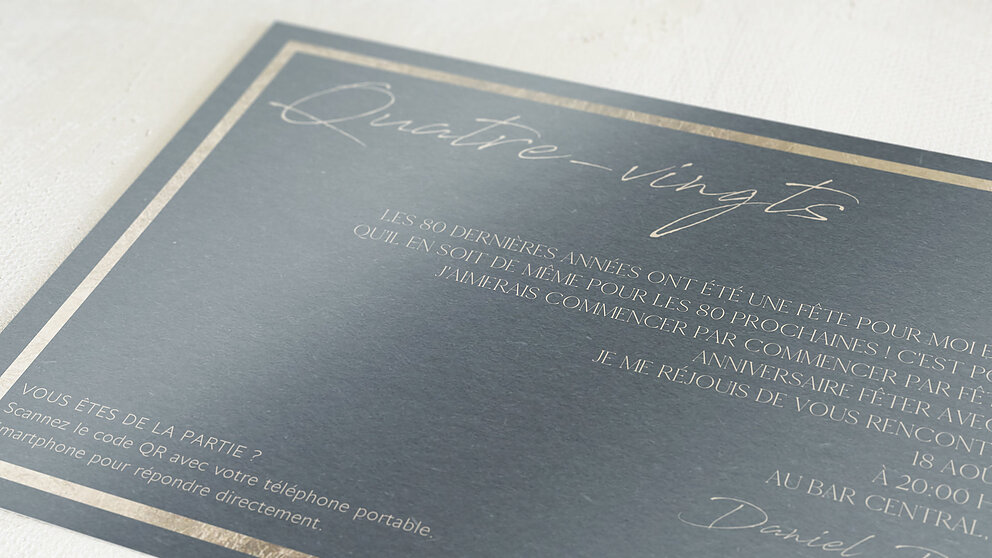 Quatre-vingts
LES 80 DERNIÈRES ANNÉES ONT ÉTÉ UNE FÊTE POUR MOI
QU'IL EN SOIT DE MÊME POUR LES 80 PROCHAINES ! C'EST
J'AIMERAIS COMMENCER PAR COMMENCER PAR FÊ-
ANNIVERSAIRE FÊTER
JE ME RÉJOUIS DE VOUS
18
À 20:00
AU BAR CENTRAL,
Daniel
VOUS ÊTES DE LA PARTIE ?
Scannez le code QR avec votre téléphone portable.
pour répondre directement.